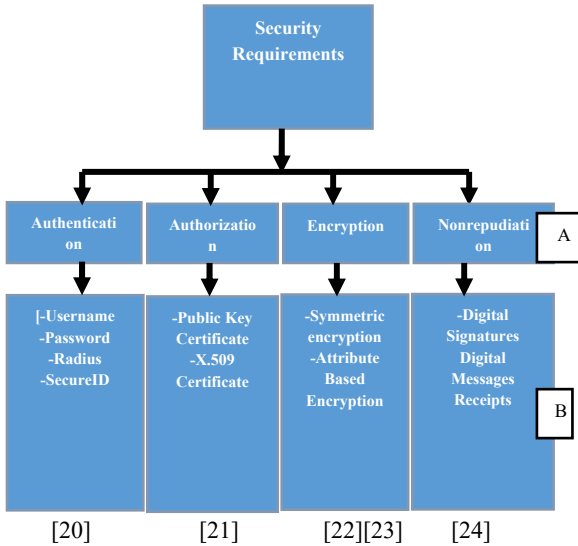 Security
Requirements
Authenticati
on
Authorizatio
n
Encryption
Nonrepudiati
on
A
[-Username
-Password
-Radius
-SecureID
-Public Key
Certificate
-X.509
Certificate
-Symmetric
encryption
-Attribute
Based
Encryption
-Digital
Signatures
Digital
Messages
Receipts
B
[20]
[21]
[22][23]
[24]